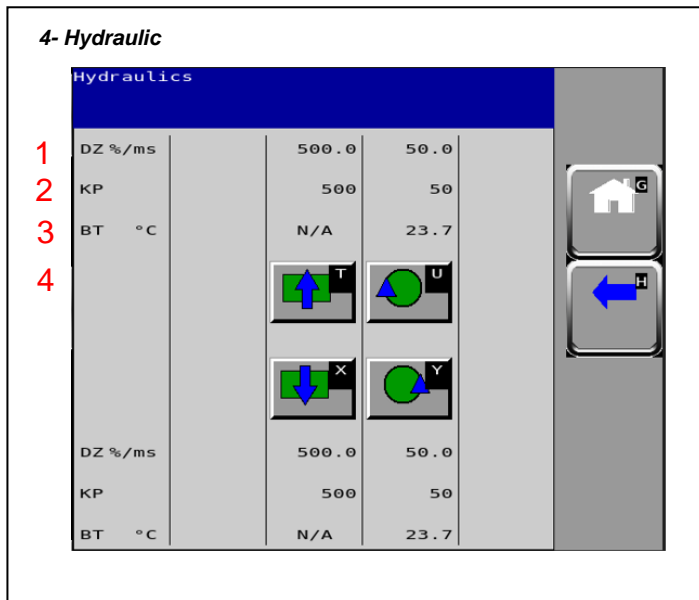 4- Hydraulic
Hydraulics
1 DZ %/ms 500.0 50.0
2 KP 500 50 G
3 BT °C N/A 23.7
4 T U H
X Y
DZ %/ms 500.0 50.0
KP 500 50
BT °C N/A 23.7